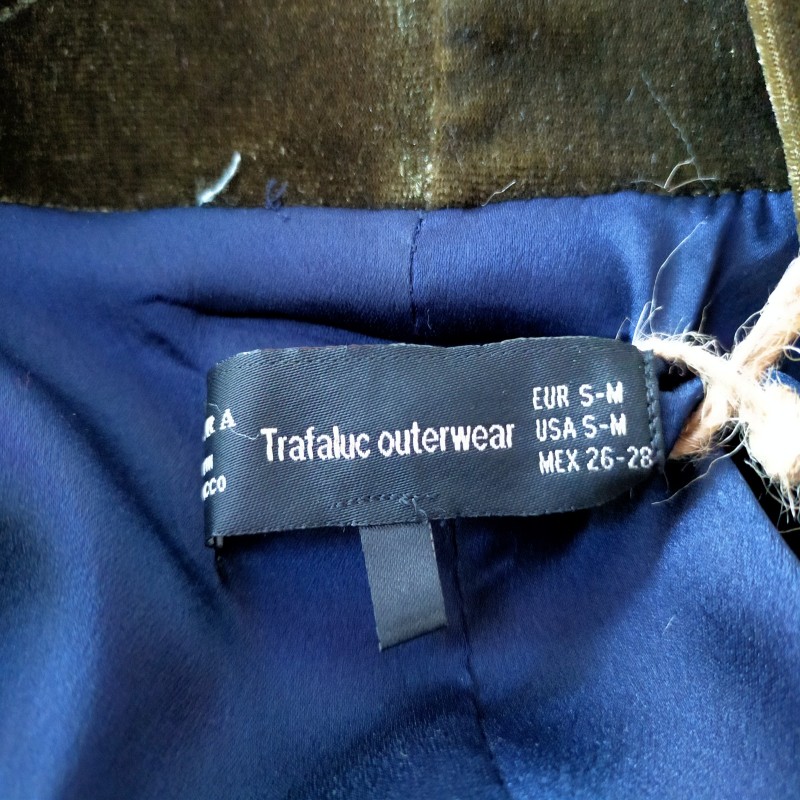 Trafaluc outerwear
EUR S-M
USA S-M
MEX 26-28